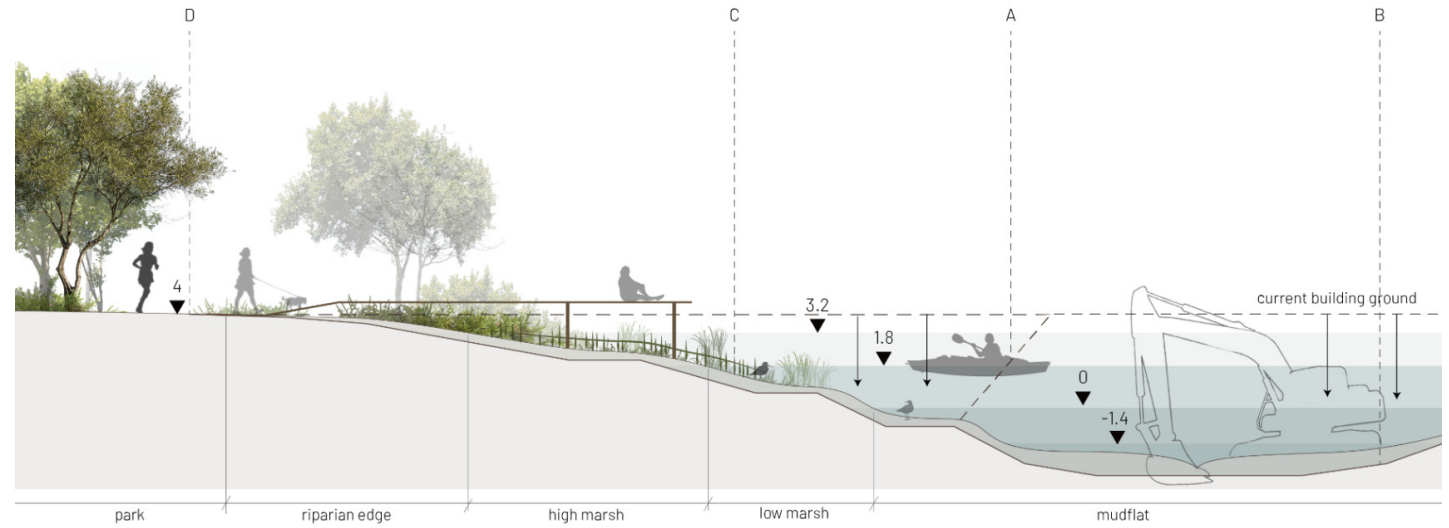 D
C
A
B
4
3.2
1.8
0
-1.4
current building ground
park
riparian edge
high marsh
low marsh
mudflat